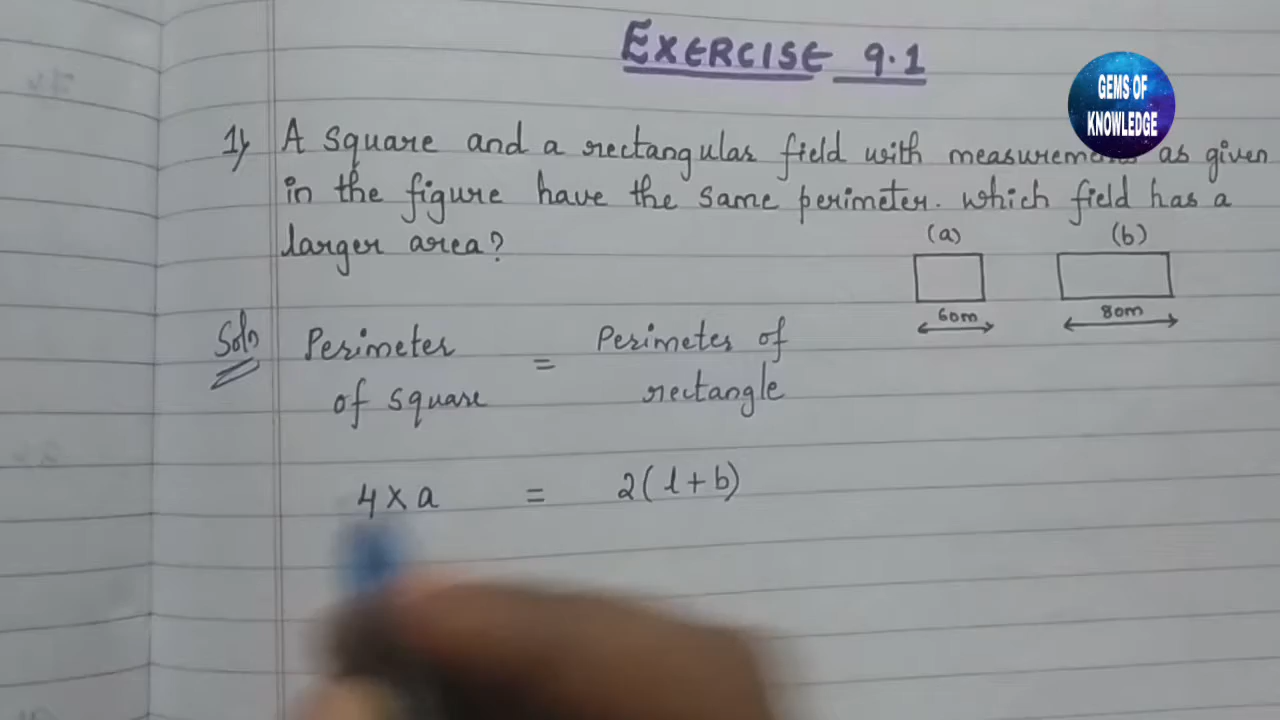 EXERCISE 9.1
GEMS OF
KNOWLEDGE
1) A square and a rectangular field with measurements as given
in the figure have the same perimeter. which field has a
larger area?
(a) (b)
60m 80m
Soln Perimeter = Perimeter of
of square rectangle
4 × a = 2(l + b)